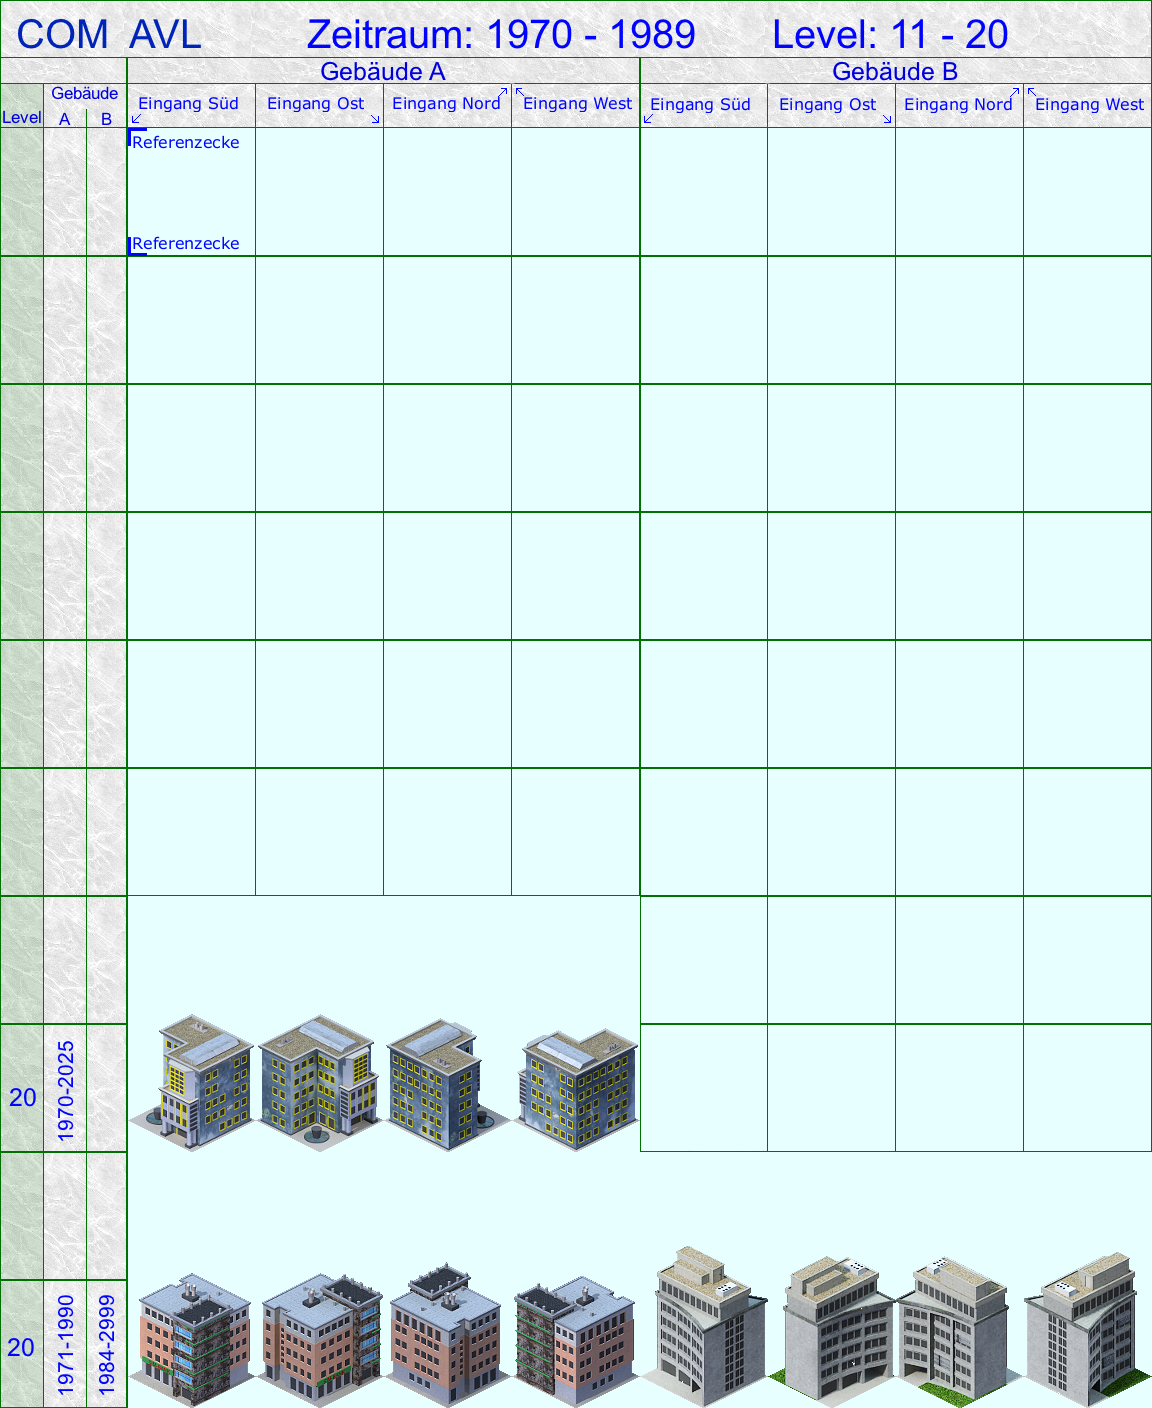 COM AVL Zeitraum: 1970 - 1989 Level: 11 - 20
Gebäude A Gebäude B
Level Gebäude A B Eingang Süd Eingang Ost Eingang Nord Eingang West Eingang Süd Eingang Ost Eingang Nord Eingang West
Referenzecke
Referenzecke
20 1970-2025
20 1971-1990 1984-2999